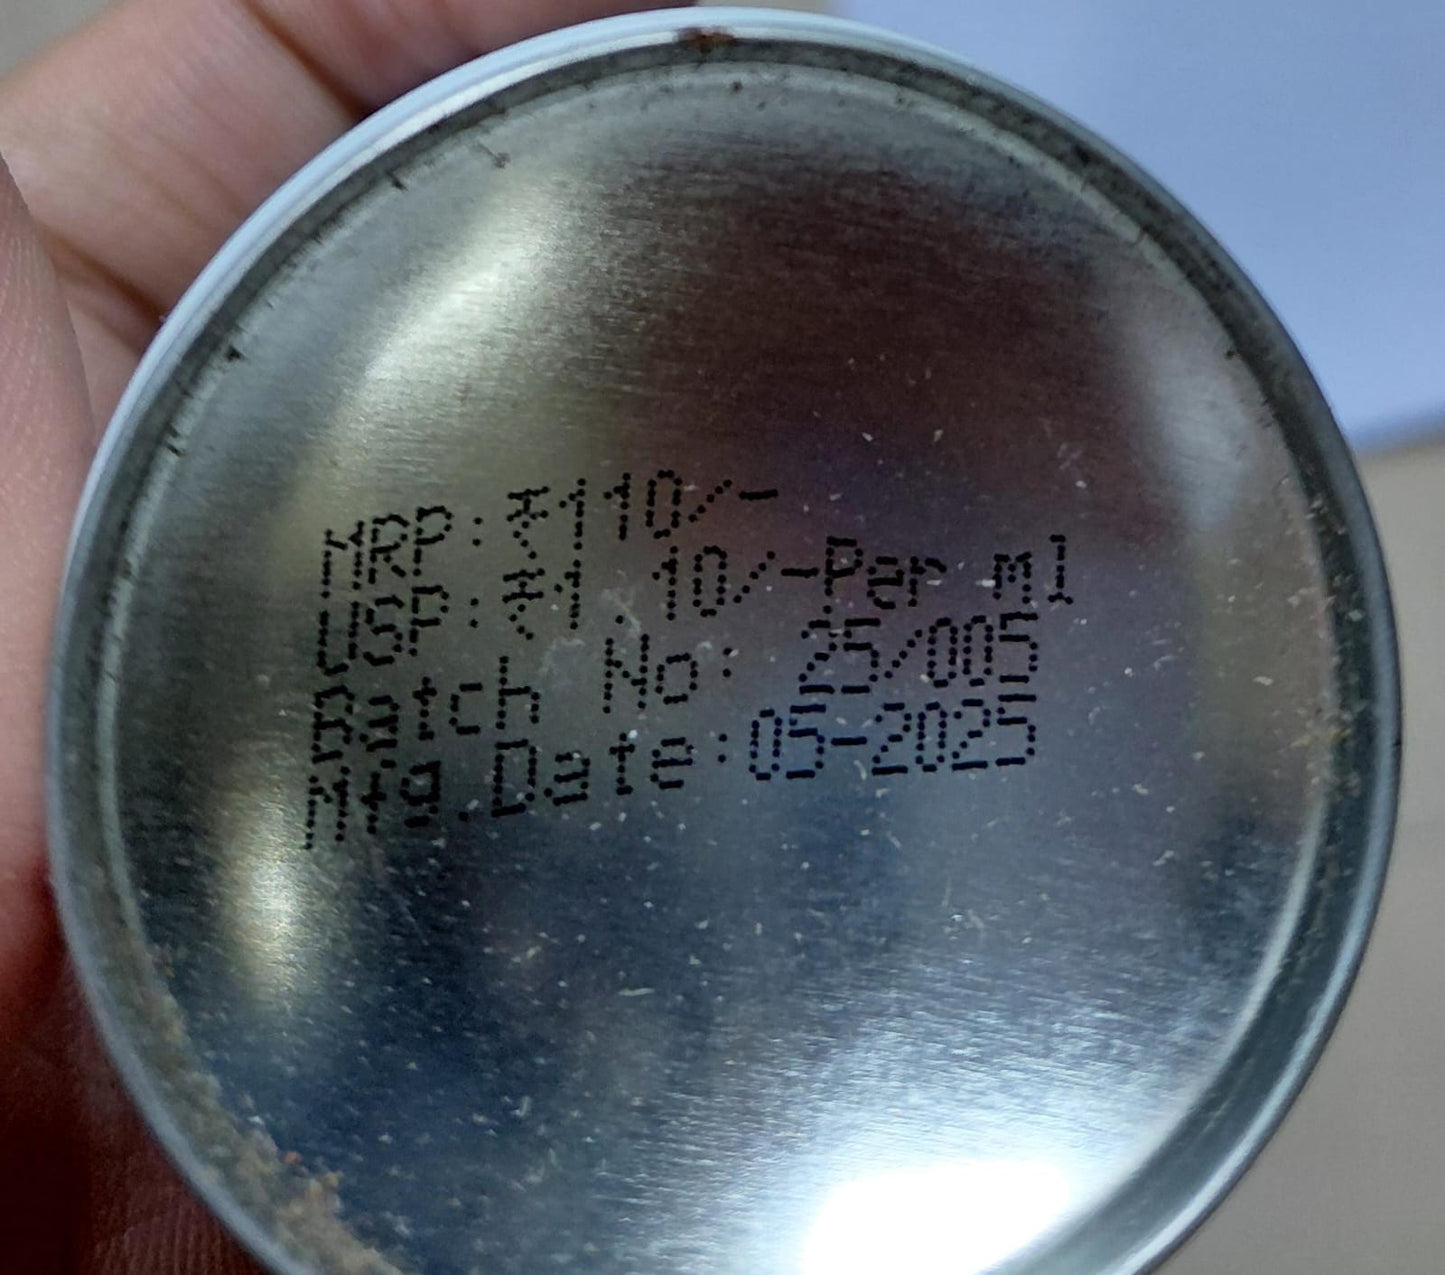 MRP:₹110/-
USP:₹1.10/-Per ml
Batch No: 25/005
Mfg.Date:05-2025